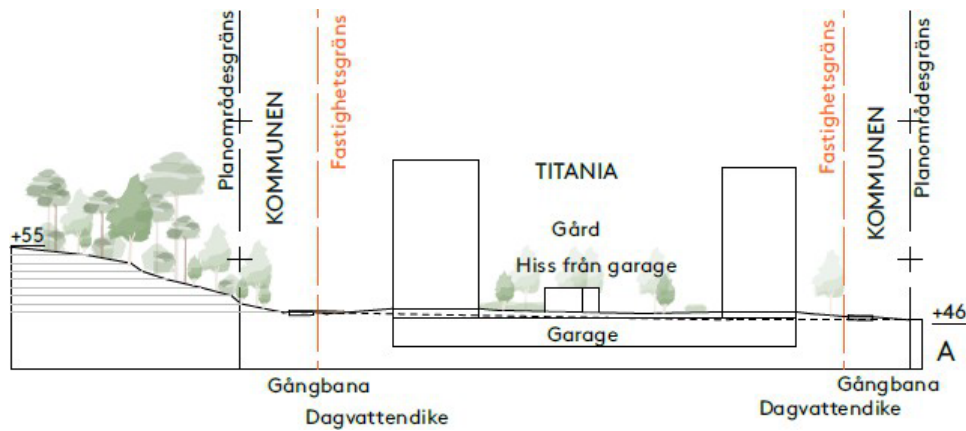 Planområdesgräns
KOMMUNEN
Fastighetsgräns
TITANIA
Gård
Hiss från garage
Garage
Fastighetsgräns
KOMMUNEN
Planområdesgräns
+55
+46
A
Gångbana
Dagvattendike
Gångbana
Dagvattendike